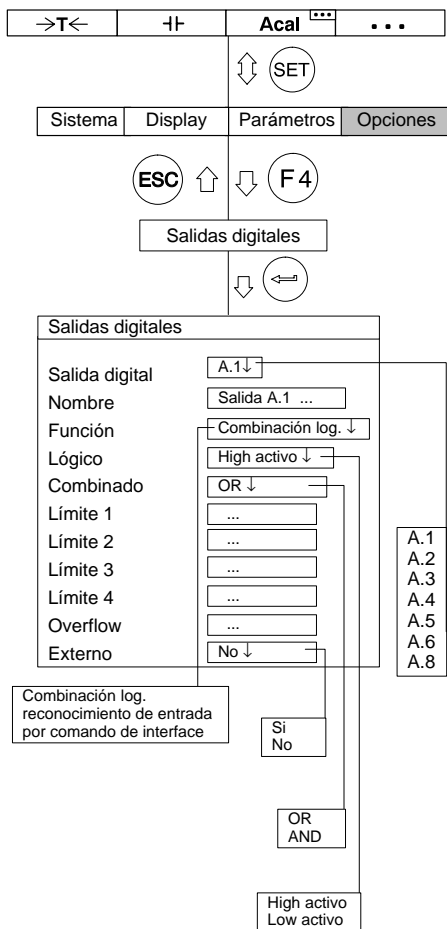 →T← ⊣⊢ Acal ... ...
SET
Sistema Display Parámetros Opciones
ESC F4
Salidas digitales
Salidas digitales
Salida digital A.1↓
Nombre Salida A.1 ...
Función Combinación log. ↓
Lógico High activo ↓
Combinado OR ↓
Límite 1 ...
Límite 2 ...
Límite 3 ...
Límite 4 ...
Overflow ...
Externo No ↓
A.1
A.2
A.3
A.4
A.5
A.6
A.8
Combinación log.
reconocimiento de entrada
por comando de interface
Si
No
OR
AND
High activo
Low activo